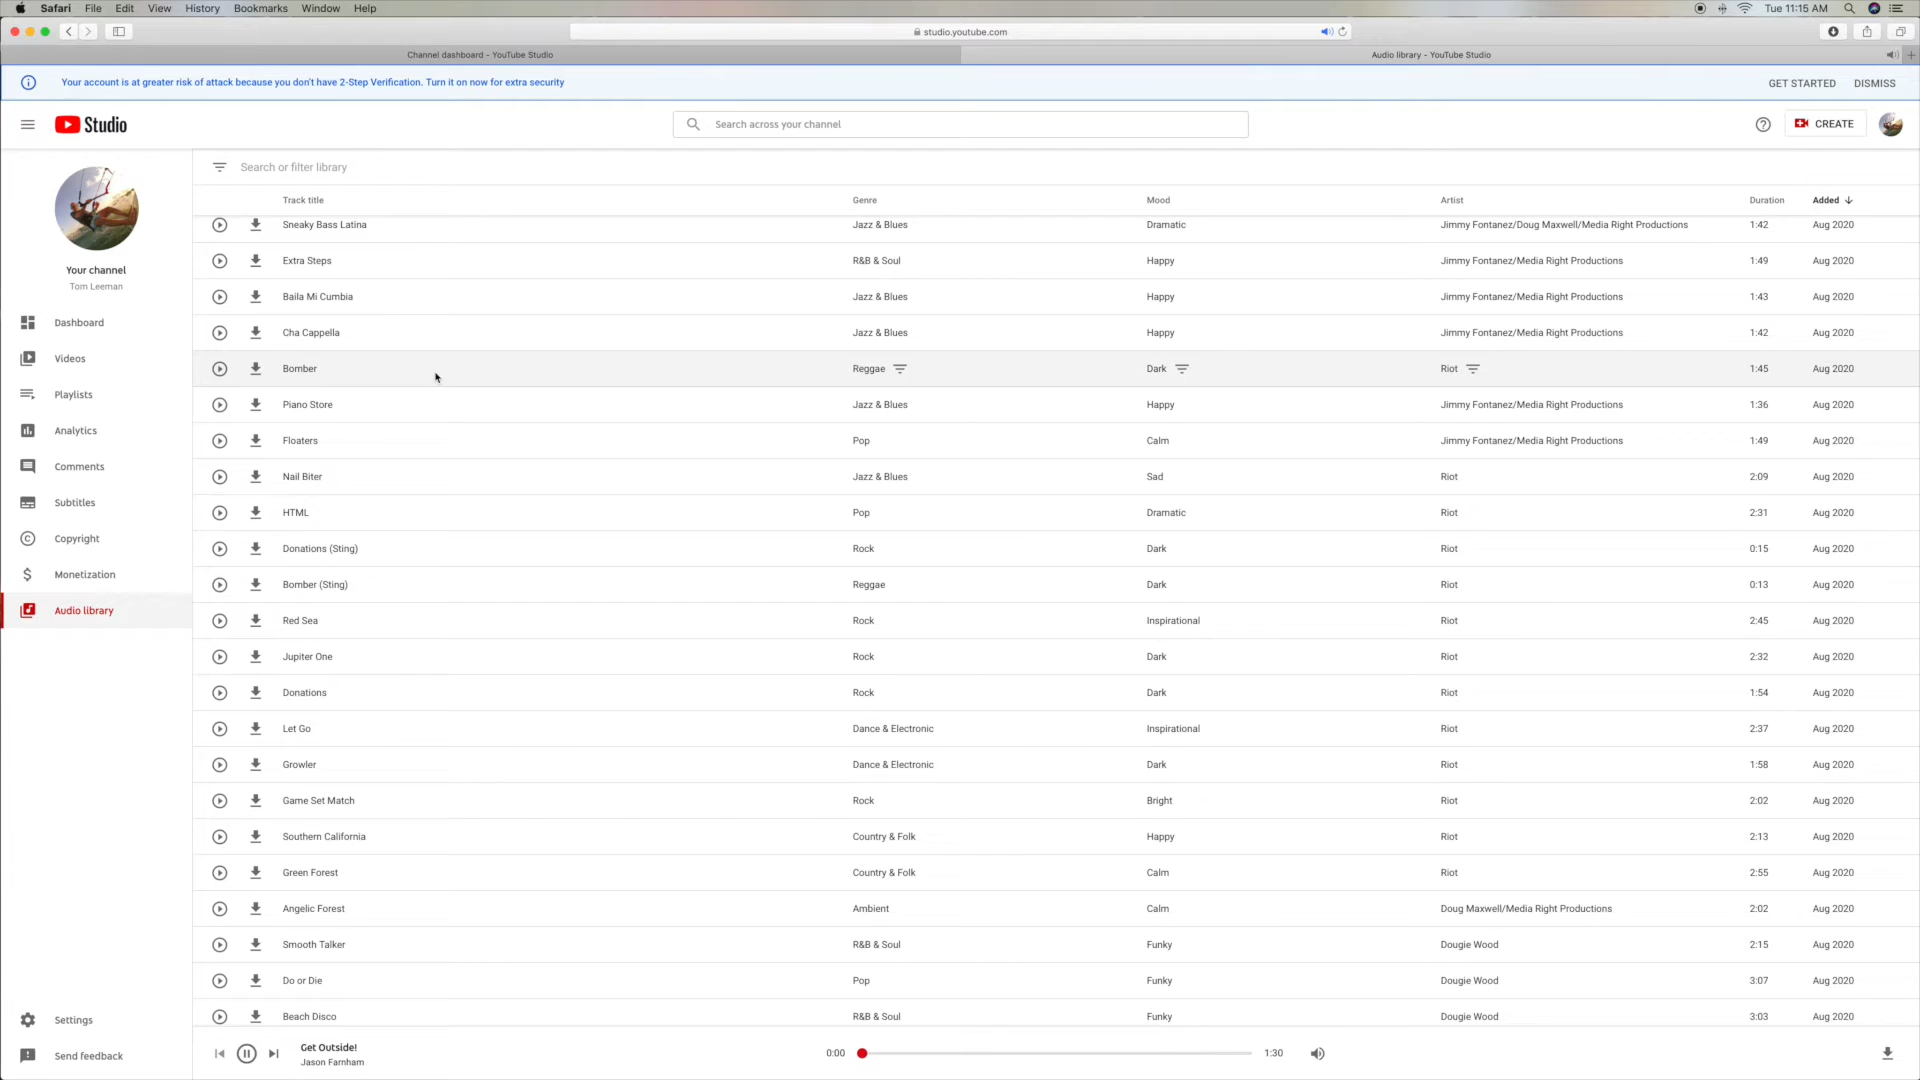 Safari File Edit View History Bookmarks Window Help
Tue 11:15 AM
studio.youtube.com
Channel dashboard - YouTube Studio
Audio library - YouTube Studio
Your account is at greater risk of attack because you don't have 2-Step Verification. Turn it on now for extra security
GET STARTED DISMISS
Studio
Search across your channel
CREATE
Your channel
Tom Leeman
Dashboard
Videos
Playlists
Analytics
Comments
Subtitles
Copyright
Monetization
Audio library
Settings
Send feedback
Search or filter library
Track title Genre Mood Artist Duration Added
Sneaky Bass Latina Jazz & Blues Dramatic Jimmy Fontanez/Doug Maxwell/Media Right Productions 1:42 Aug 2020
Extra Steps R&B & Soul Happy Jimmy Fontanez/Media Right Productions 1:49 Aug 2020
Baila Mi Cumbia Jazz & Blues Happy Jimmy Fontanez/Media Right Productions 1:43 Aug 2020
Cha Cappella Jazz & Blues Happy Jimmy Fontanez/Media Right Productions 1:42 Aug 2020
Bomber Reggae Dark Riot 1:45 Aug 2020
Piano Store Jazz & Blues Happy Jimmy Fontanez/Media Right Productions 1:36 Aug 2020
Floaters Pop Calm Jimmy Fontanez/Media Right Productions 1:49 Aug 2020
Nail Biter Jazz & Blues Sad Riot 2:09 Aug 2020
HTML Pop Dramatic Riot 2:31 Aug 2020
Donations (Sting) Rock Dark Riot 0:15 Aug 2020
Bomber (Sting) Reggae Dark Riot 0:13 Aug 2020
Red Sea Rock Inspirational Riot 2:45 Aug 2020
Jupiter One Rock Dark Riot 2:32 Aug 2020
Donations Rock Dark Riot 1:54 Aug 2020
Let Go Dance & Electronic Inspirational Riot 2:37 Aug 2020
Growler Dance & Electronic Dark Riot 1:58 Aug 2020
Game Set Match Rock Bright Riot 2:02 Aug 2020
Southern California Country & Folk Happy Riot 2:13 Aug 2020
Green Forest Country & Folk Calm Riot 2:55 Aug 2020
Angelic Forest Ambient Calm Doug Maxwell/Media Right Productions 2:02 Aug 2020
Smooth Talker R&B & Soul Funky Dougie Wood 2:15 Aug 2020
Do or Die Pop Funky Dougie Wood 3:07 Aug 2020
Beach Disco R&B & Soul Funky Dougie Wood 3:03 Aug 2020
Get Outside!
Jason Farnham
0:00 1:30